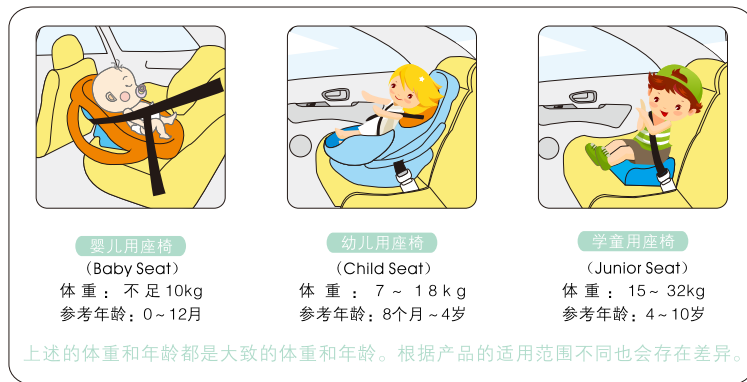 婴儿用座椅
(Baby Seat)
体重：不足10kg
参考年龄：0~12月
幼儿用座椅
(Child Seat)
体重：7~18kg
参考年龄：8个月~4岁
学童用座椅
(Junior Seat)
体重：15~32kg
参考年龄：4~10岁
上述的体重和年龄都是大致的体重和年龄。根据产品的适用范围不同也会存在差异。